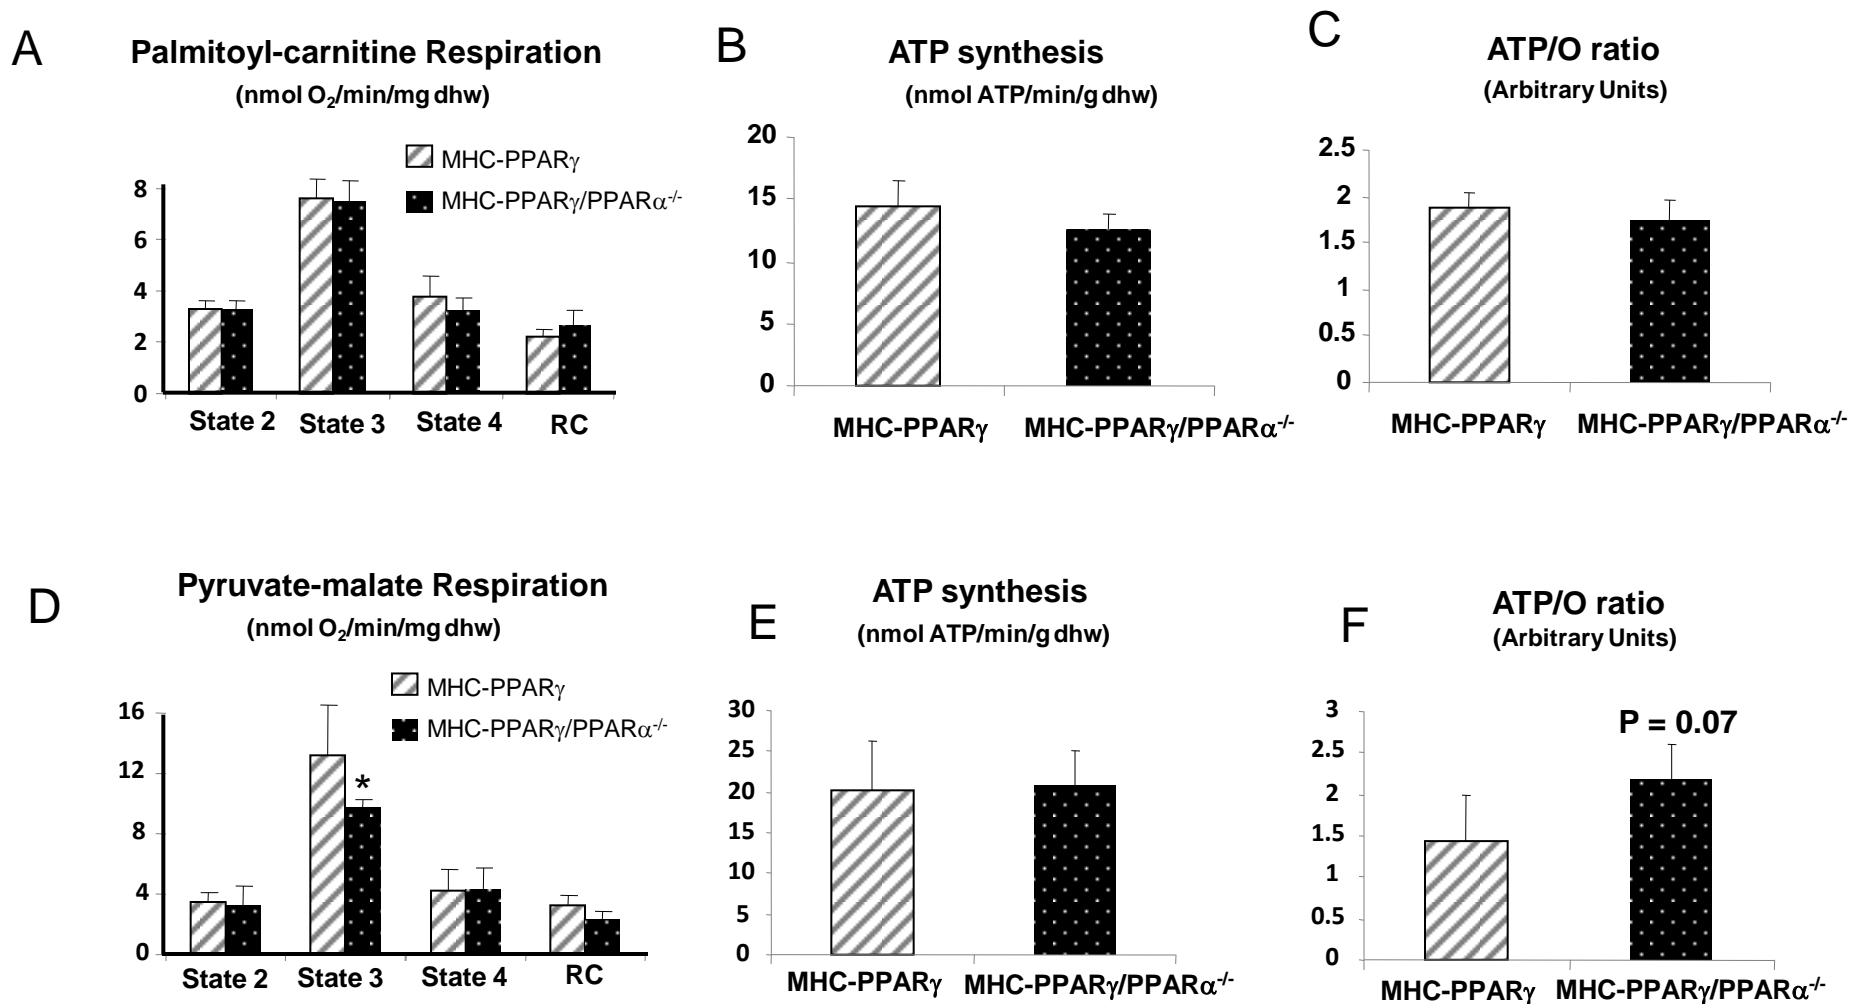 A
Palmitoyl-carnitine Respiration
(nmol O₂/min/mg dhw)
MHC-PPARγ
MHC-PPARγ/PPARα⁻/⁻
8
6
4
2
0
State 2
State 3
State 4
RC
B
ATP synthesis
(nmol ATP/min/g dhw)
20
15
10
5
0
MHC-PPARγ
MHC-PPARγ/PPARα⁻/⁻
C
ATP/O ratio
(Arbitrary Units)
2.5
2
1.5
1
0.5
0
MHC-PPARγ
MHC-PPARγ/PPARα⁻/⁻
D
Pyruvate-malate Respiration
(nmol O₂/min/mg dhw)
MHC-PPARγ
MHC-PPARγ/PPARα⁻/⁻
16
12
8
4
0
*
State 2
State 3
State 4
RC
E
ATP synthesis
(nmol ATP/min/g dhw)
30
25
20
15
10
5
0
MHC-PPARγ
MHC-PPARγ/PPARα⁻/⁻
F
ATP/O ratio
(Arbitrary Units)
P = 0.07
3
2.5
2
1.5
1
0.5
0
MHC-PPARγ
MHC-PPARγ/PPARα⁻/⁻